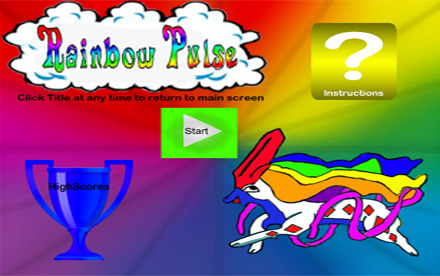 Rainbow Pulse
Click Title at any time to return to main screen
?
Instructions
Start
HighScores